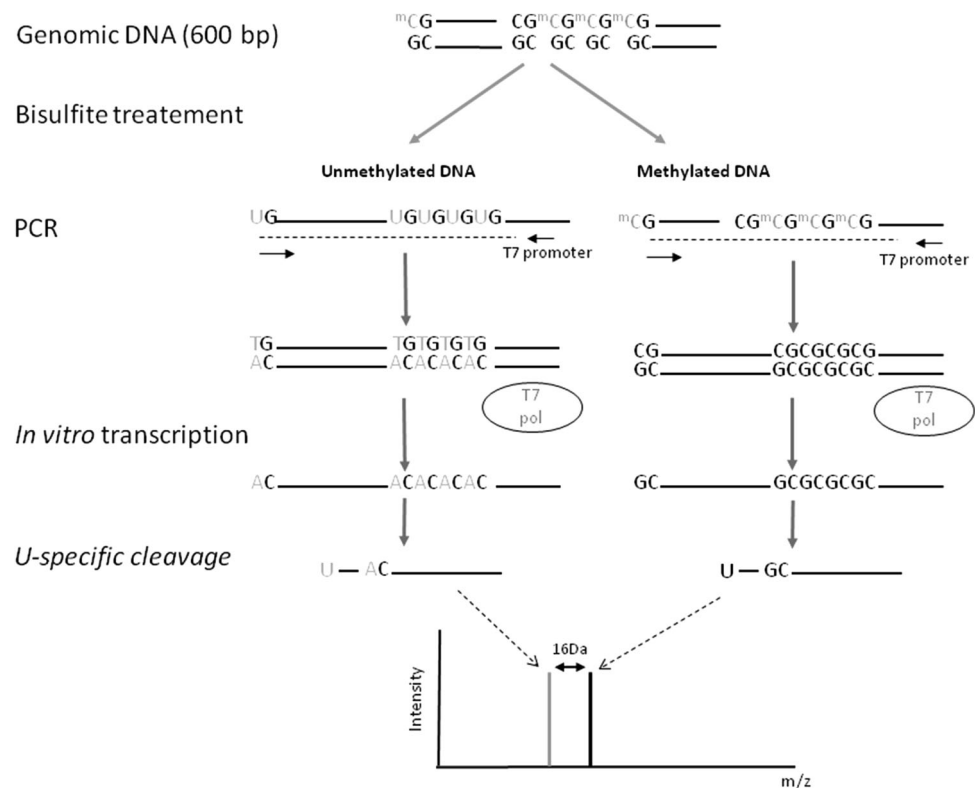 Genomic DNA (600 bp)
mCG CGmCGmCGmCG
GC GC GC GC GC
Bisulfite treatement
Unmethylated DNA
Methylated DNA
PCR
UG UGUGUGUG
T7 promoter
mCG CGmCGmCGmCG
T7 promoter
TG TGTGTGTG
AC ACACACAC
T7
pol
CG CGCGCGCG
GC GCGCGCGC
T7
pol
In vitro transcription
AC ACACACAC
GC GCGCGCGC
U-specific cleavage
U AC
U GC
16Da
Intensity
m/z